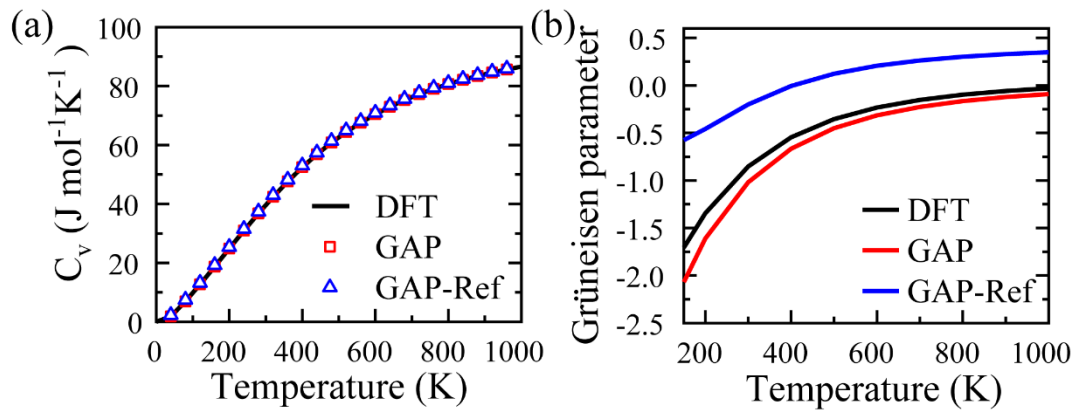 (a)
C_v (J mol⁻¹K⁻¹)
100
80
60
40
20
0
DFT
GAP
GAP-Ref
0 200 400 600 800 1000
Temperature (K)
(b)
Grüneisen parameter
0.5
0.0
-0.5
-1.0
-1.5
-2.0
-2.5
DFT
GAP
GAP-Ref
200 400 600 800 1000
Temperature (K)